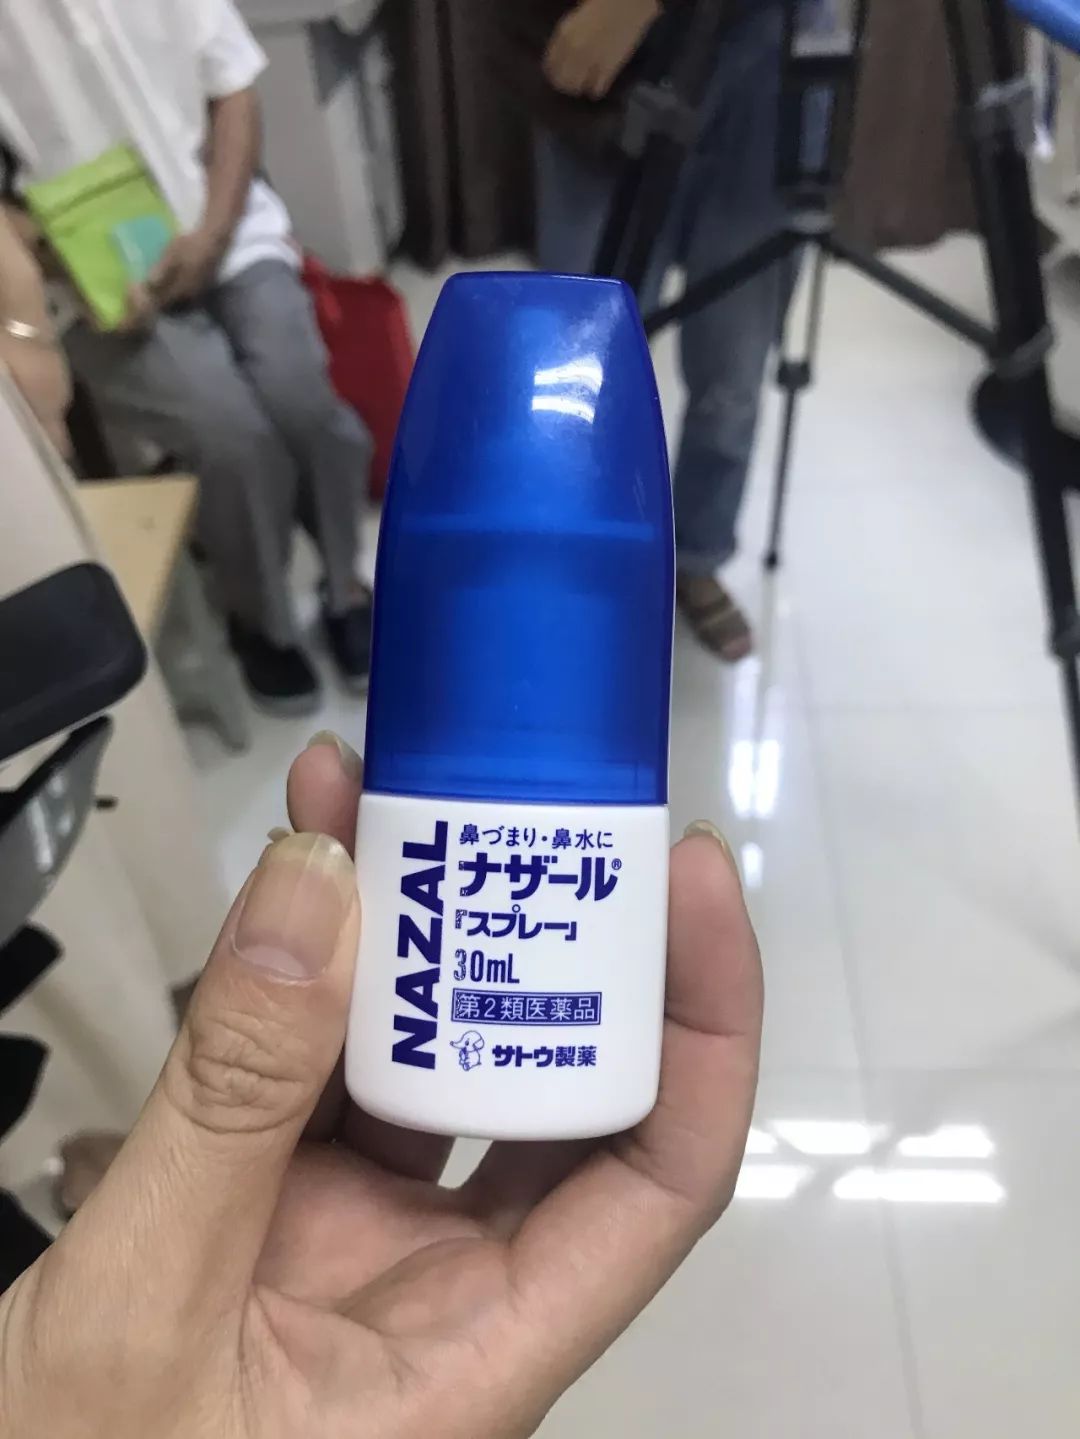 NAZAL
鼻づまり・鼻水に
ナザール®
『スプレー』
30mL
第2類医薬品
サトウ製薬